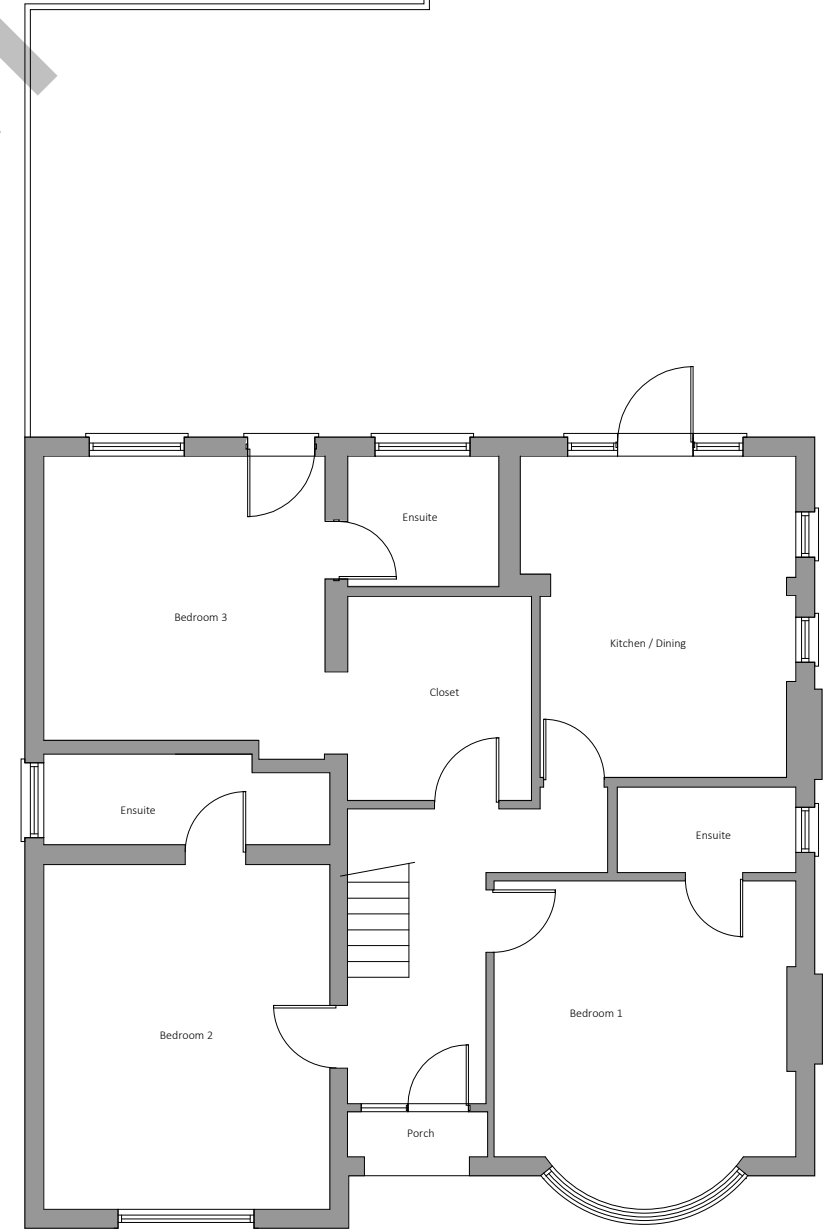 Ensuite
Bedroom 3
Kitchen / Dining
Closet
Ensuite
Ensuite
Bedroom 1
Bedroom 2
Porch